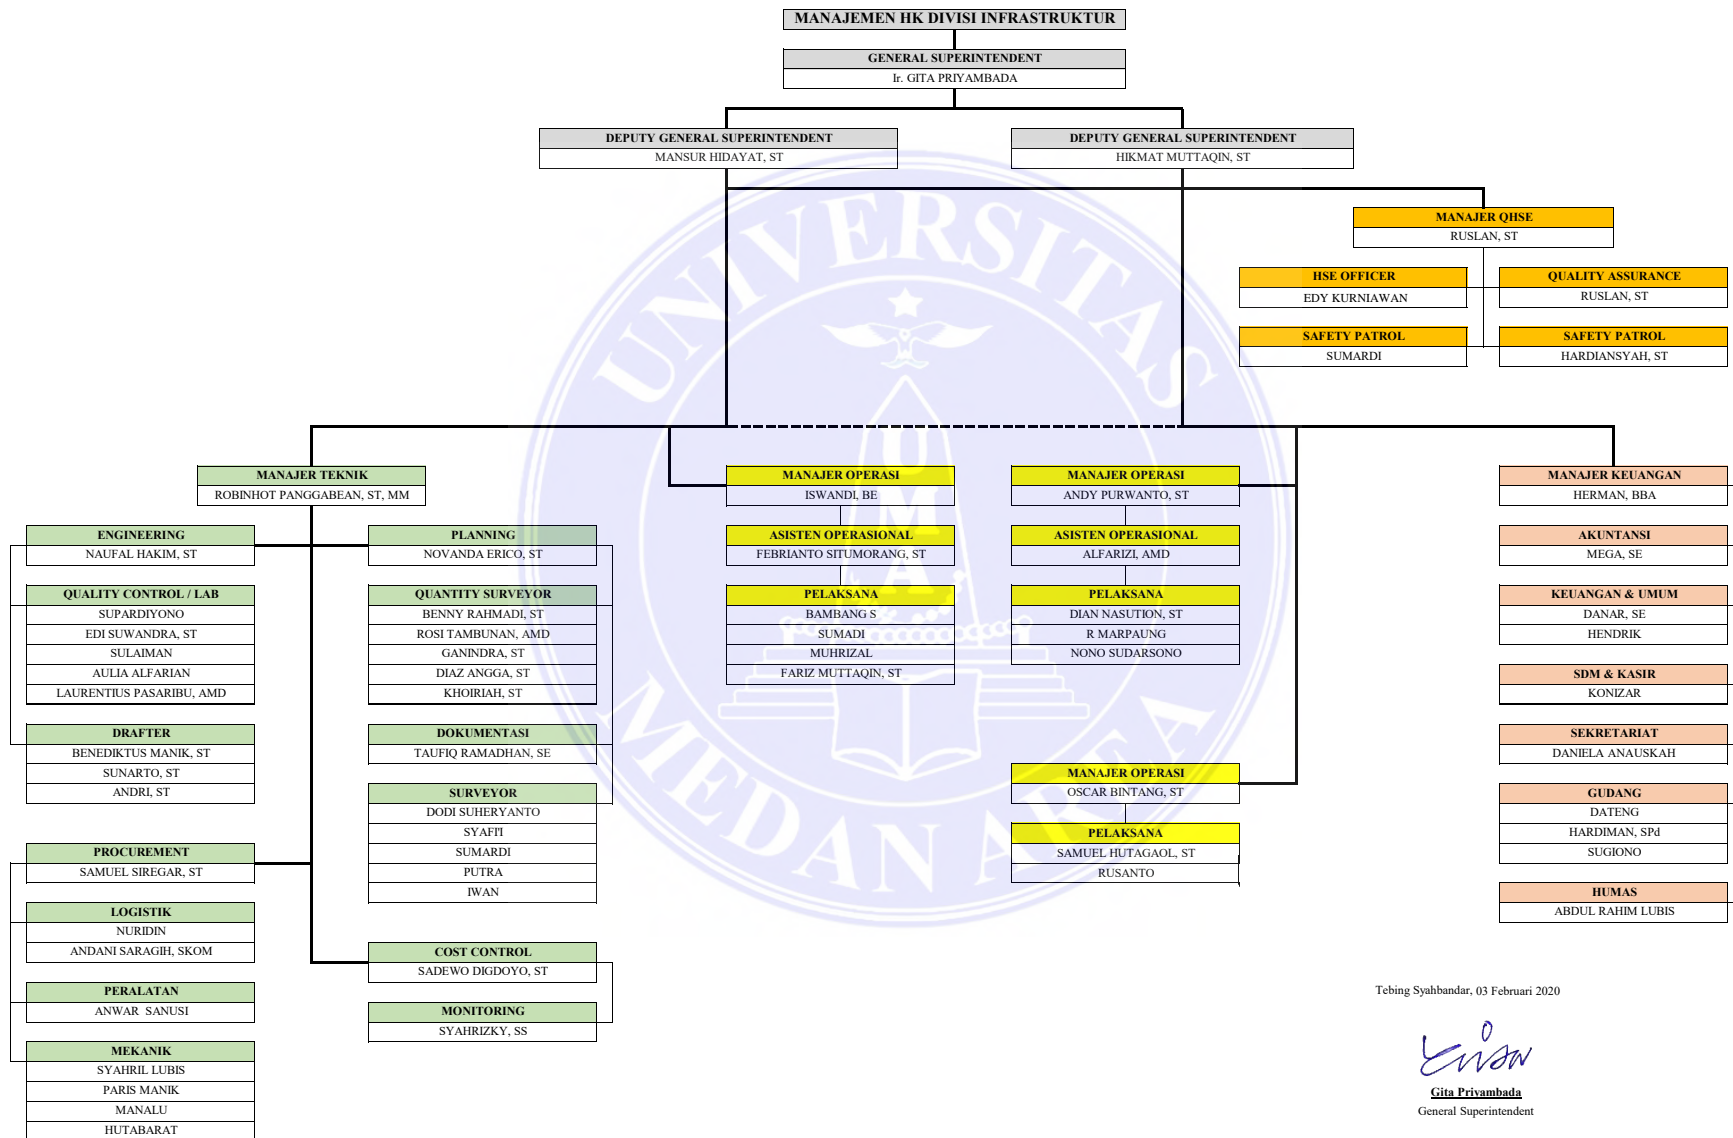 MANAJEMEN HK DIVISI INFRASTRUKTUR
GENERAL SUPERINTENDENT
Ir. GITA PRIYAMBADA
DEPUTY GENERAL SUPERINTENDENT
MANSUR HIDAYAT, ST
DEPUTY GENERAL SUPERINTENDENT
HIKMAT MUTTAQIN, ST
MANAJER QHSE
RUSLAN, ST
HSE OFFICER
EDY KURNIAWAN
QUALITY ASSURANCE
RUSLAN, ST
SAFETY PATROL
SUMARDI
SAFETY PATROL
HARDIANSYAH, ST
MANAJER TEKNIK
ROBINHOT PANGGABEAN, ST, MM
ENGINEERING
NAUFAL HAKIM, ST
QUALITY CONTROL / LAB
SUPARDIYONO
EDI SUWANDRA, ST
SULAIMAN
AULIA ALFARIAN
LAURENTIUS PASARIBU, AMD
DRAFTER
BENEDIKTUS MANIK, ST
SUNARTO, ST
ANDRI, ST
PROCUREMENT
SAMUEL SIREGAR, ST
LOGISTIK
NURIDIN
ANDANI SARAGIH, SKOM
PERALATAN
ANWAR SANUSI
MEKANIK
SYAHRIL LUBIS
PARIS MANIK
MANALU
HUTABARAT
PLANNING
NOVANDA ERICO, ST
QUANTITY SURVEYOR
BENNY RAHMADI, ST
ROSI TAMBUNAN, AMD
GANINDRA, ST
DIAZ ANGGA, ST
KHOIRIAH, ST
DOKUMENTASI
TAUFIQ RAMADHAN, SE
SURVEYOR
DODI SUHERYANTO
SYAFI'I
SUMARDI
PUTRA
IWAN
COST CONTROL
SADEWO DIGDOYO, ST
MONITORING
SYAHRIZKY, SS
MANAJER OPERASI
ISWANDI, BE
ASISTEN OPERASIONAL
FEBRIANTO SITUMORANG, ST
PELAKSANA
BAMBANG S
SUMADI
MUHRIZAL
FARIZ MUTTAQIN, ST
MANAJER OPERASI
ANDY PURWANTO, ST
ASISTEN OPERASIONAL
ALFARIZI, AMD
PELAKSANA
DIAN NASUTION, ST
R MARPAUNG
NONO SUDARSONO
MANAJER OPERASI
OSCAR BINTANG, ST
PELAKSANA
SAMUEL HUTAGAOL, ST
RUSANTO
MANAJER KEUANGAN
HERMAN, BBA
AKUNTANSI
MEGA, SE
KEUANGAN & UMUM
DANAR, SE
HENDRIK
SDM & KASIR
KONIZAR
SEKRETARIAT
DANIELA ANAUSKAH
GUDANG
DATENG
HARDIMAN, SPd
SUGIONO
HUMAS
ABDUL RAHIM LUBIS
Tebing Syahbandar, 03 Februari 2020
Gita Priyambada
General Superintendent
UNIVERSITAS
MEDAN AREA
UMA